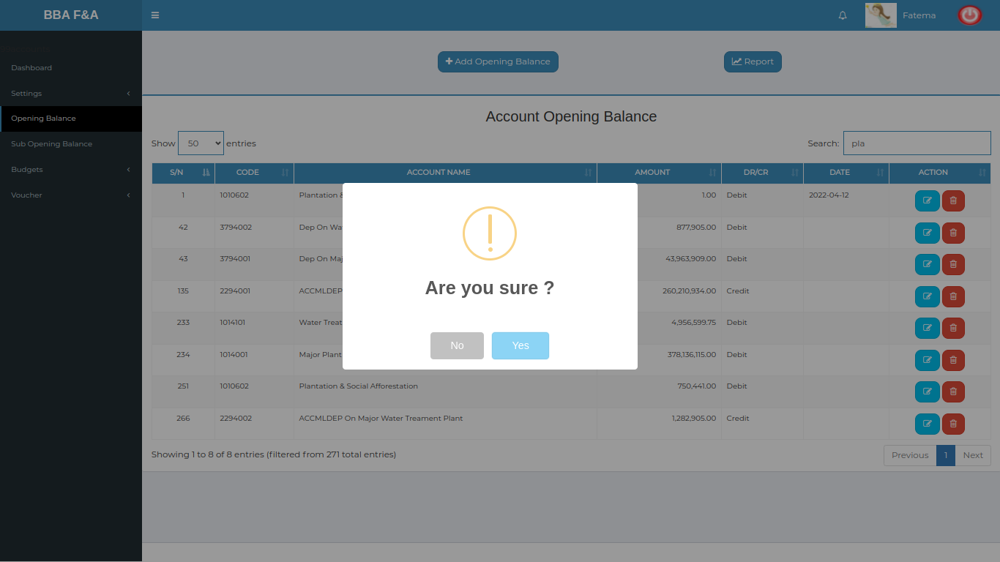 BBA F&A
Fatema
Dashboard
Settings
Opening Balance
Sub Opening Balance
Budgets
Voucher
Add Opening Balance
Report
Account Opening Balance
Show 50 entries
Search: pla
S/N CODE ACCOUNT NAME AMOUNT DR/CR DATE ACTION
1 1010602 Plantation & 1.00 Debit 2022-04-12
42 3794002 Dep On Wa 877,905.00 Debit
43 3794001 Dep On Maj 43,963,909.00 Debit
135 2294001 ACCMLDEP 260,210,934.00 Credit
233 1014101 Water Treat 4,956,599.75 Debit
234 1014001 Major Plant 378,136,115.00 Debit
251 1010602 Plantation & Social Afforestation 750,441.00 Debit
266 2294002 ACCMLDEP On Major Water Treament Plant 1,282,905.00 Credit
Are you sure ?
No Yes
Showing 1 to 8 of 8 entries (filtered from 271 total entries)
Previous 1 Next